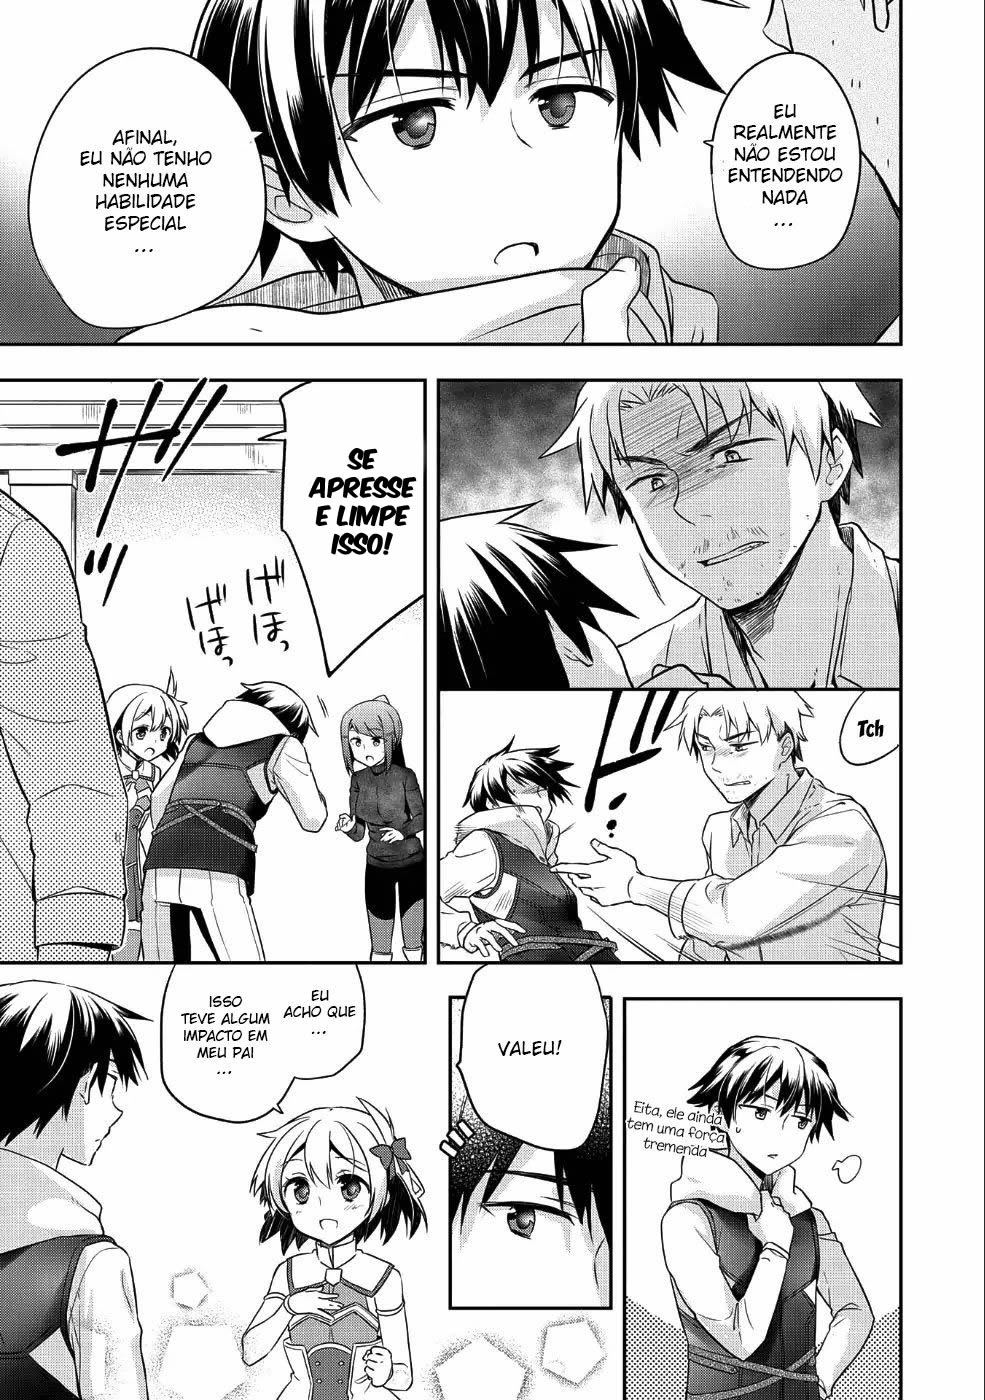 EU
REALMENTE
NÃO ESTOU
ENTENDENDO
NADA
...
AFINAL,
EU NÃO TENHO
NENHUMA
HABILIDADE
ESPECIAL
...
Tch
SE
APRESSE
E LIMPE
ISSO!
げほっ
げほっ
Eita, ele ainda
tem uma força
tremenda
VALEU!
EU
ACHO QUE
...
ISSO
TEVE ALGUM
IMPACTO EM
MEU PAI
...